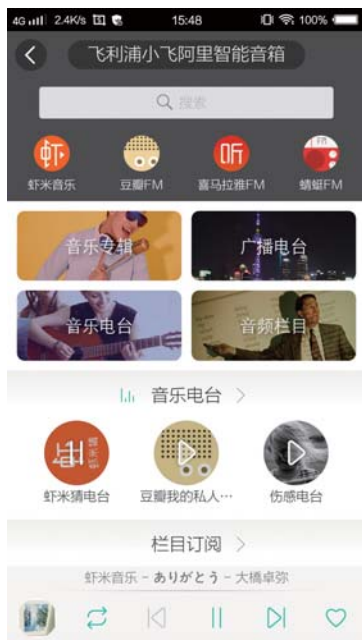 4G 2.4K/s 15:48 100%
飞利浦小飞阿里智能音箱
搜索
虾米音乐 豆瓣FM 喜马拉雅FM 蜻蜓FM
音乐专辑 广播电台
音乐电台 音频栏目
音乐电台
虾米猜电台 豆瓣我的私人… 伤感电台
栏目订阅
虾米音乐 - ありがとう - 大橋卓弥